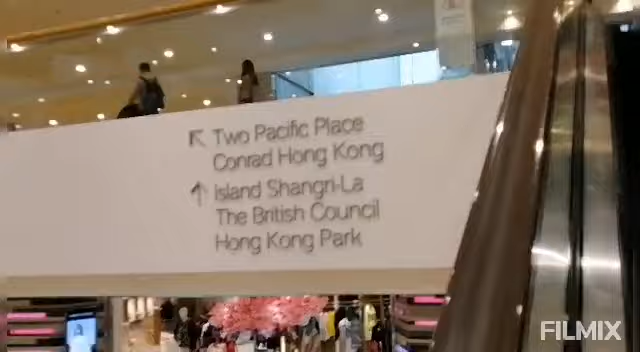 Two Pacific Place
Conrad Hong Kong
Island Shangri-La
The British Council
Hong Kong Park
FILMIX